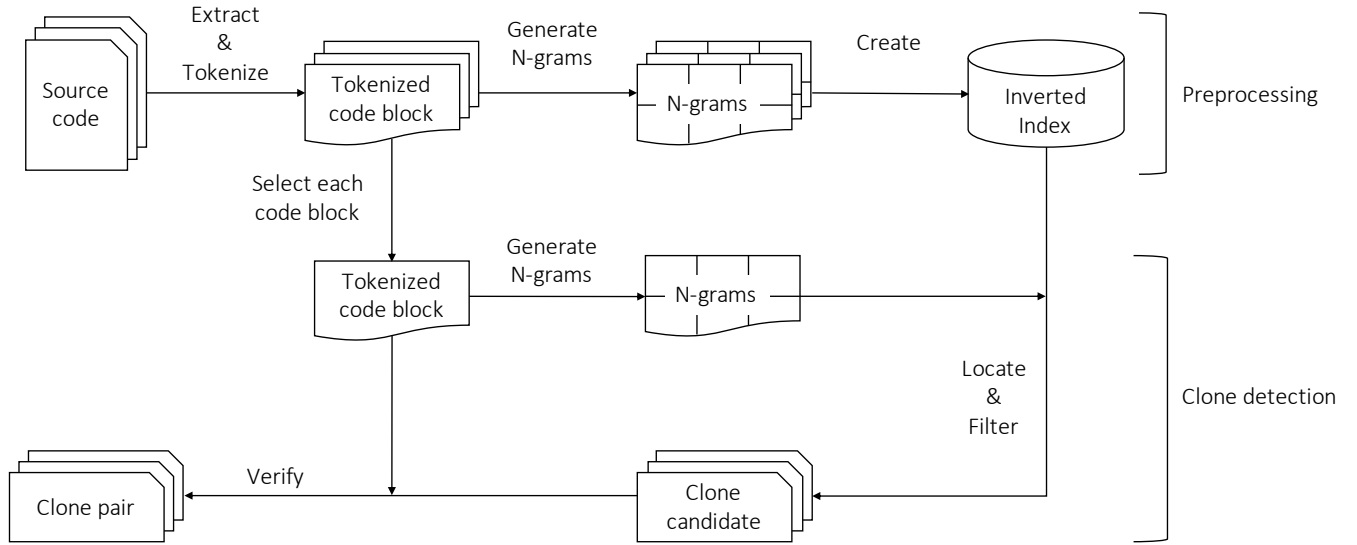 Extract
&
Tokenize
Generate
N-grams
Create
Source
code
Tokenized
code block
N-grams
Inverted
Index
Preprocessing
Select each
code block
Generate
N-grams
Tokenized
code block
N-grams
Locate
&
Filter
Clone detection
Verify
Clone pair
Clone
candidate